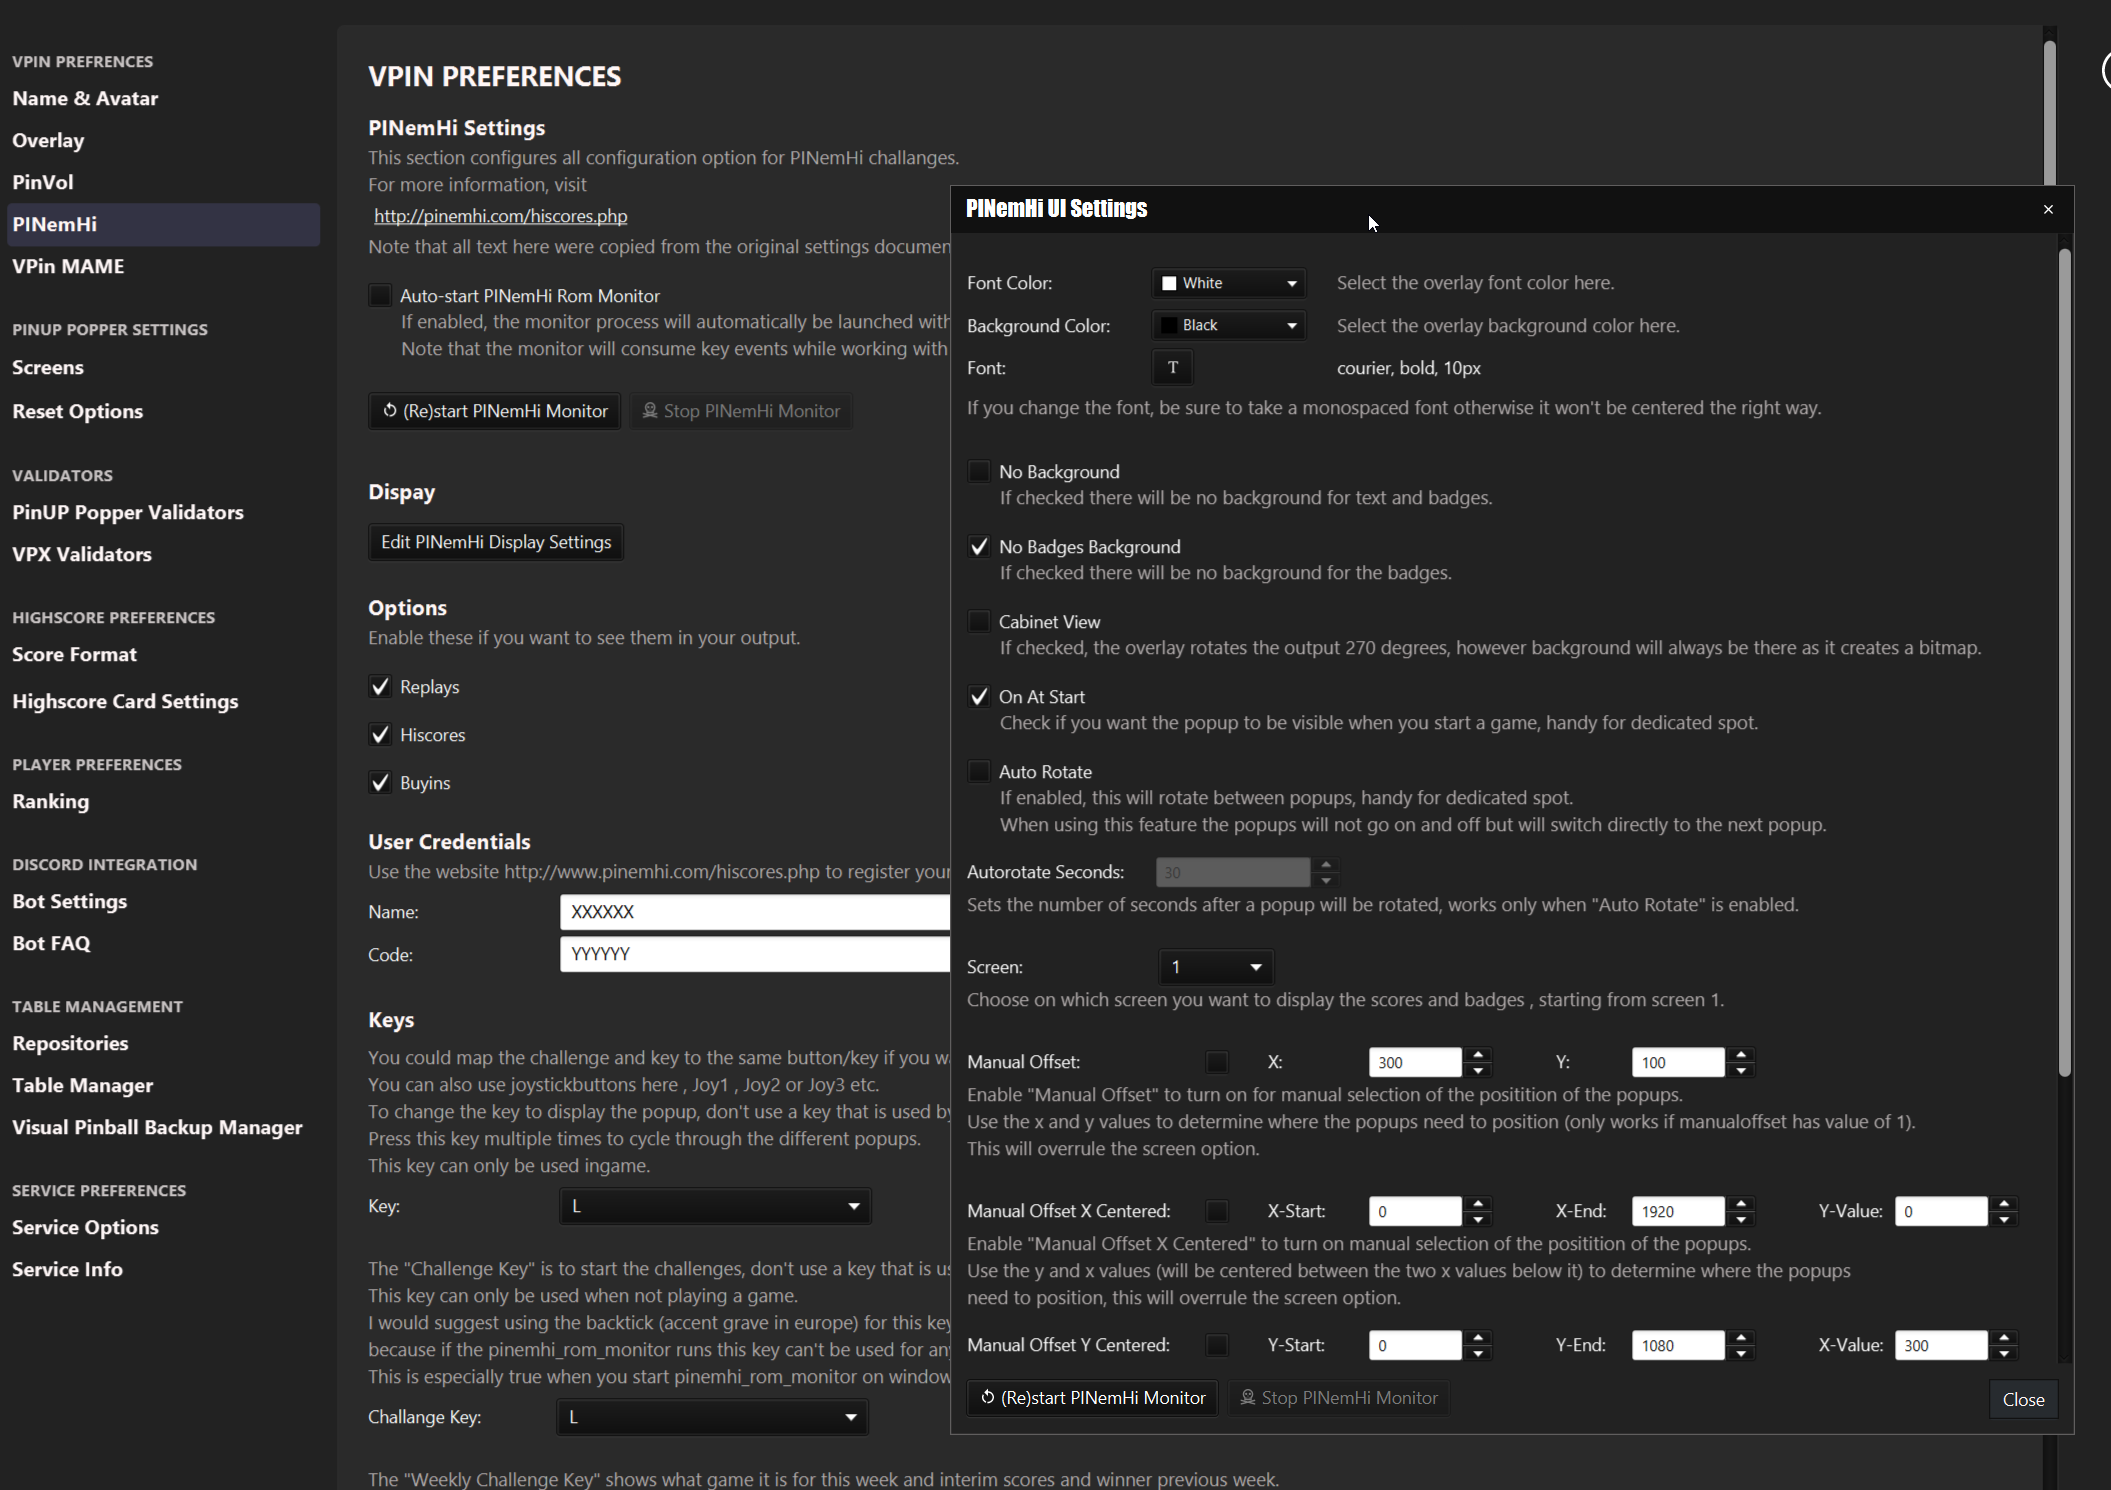 VPIN PREFRENCES
Name & Avatar
Overlay
PinVol
PINemHi
VPin MAME
PINUP POPPER SETTINGS
Screens
Reset Options
VALIDATORS
PinUP Popper Validators
VPX Validators
HIGHSCORE PREFERENCES
Score Format
Highscore Card Settings
PLAYER PREFERENCES
Ranking
DISCORD INTEGRATION
Bot Settings
Bot FAQ
TABLE MANAGEMENT
Repositories
Table Manager
Visual Pinball Backup Manager
SERVICE PREFERENCES
Service Options
Service Info
VPIN PREFERENCES
PINemHi Settings
This section configures all configuration option for PINemHi challanges.
For more information, visit
http://pinemhi.com/hiscores.php
Note that all text here were copied from the original settings documen
Auto-start PINemHi Rom Monitor
If enabled, the monitor process will automatically be launched with
Note that the monitor will consume key events while working with
(Re)start PINemHi Monitor Stop PINemHi Monitor
Dispay
Edit PINemHi Display Settings
Options
Enable these if you want to see them in your output.
Replays
Hiscores
Buyins
User Credentials
Use the website http://www.pinemhi.com/hiscores.php to register your
Name: XXXXXX
Code: YYYYYY
Keys
You could map the challenge and key to the same button/key if you wa
You can also use joystickbuttons here , Joy1 , Joy2 or Joy3 etc.
To change the key to display the popup, don't use a key that is used by
Press this key multiple times to cycle through the different popups.
This key can only be used ingame.
Key: L
The "Challenge Key" is to start the challenges, don't use a key that is us
This key can only be used when not playing a game.
I would suggest using the backtick (accent grave in europe) for this key
because if the pinemhi_rom_monitor runs this key can't be used for an
This is especially true when you start pinemhi_rom_monitor on window
Challange Key: L
The "Weekly Challenge Key" shows what game it is for this week and interim scores and winner previous week.
PINemHi UI Settings
Font Color: White Select the overlay font color here.
Background Color: Black Select the overlay background color here.
Font: T courier, bold, 10px
If you change the font, be sure to take a monospaced font otherwise it won't be centered the right way.
No Background
If checked there will be no background for text and badges.
No Badges Background
If checked there will be no background for the badges.
Cabinet View
If checked, the overlay rotates the output 270 degrees, however background will always be there as it creates a bitmap.
On At Start
Check if you want the popup to be visible when you start a game, handy for dedicated spot.
Auto Rotate
If enabled, this will rotate between popups, handy for dedicated spot.
When using this feature the popups will not go on and off but will switch directly to the next popup.
Autorotate Seconds: 30
Sets the number of seconds after a popup will be rotated, works only when "Auto Rotate" is enabled.
Screen: 1
Choose on which screen you want to display the scores and badges , starting from screen 1.
Manual Offset: X: 300 Y: 100
Enable "Manual Offset" to turn on for manual selection of the positition of the popups.
Use the x and y values to determine where the popups need to position (only works if manualoffset has value of 1).
This will overrule the screen option.
Manual Offset X Centered: X-Start: 0 X-End: 1920 Y-Value: 0
Enable "Manual Offset X Centered" to turn on manual selection of the positition of the popups.
Use the y and x values (will be centered between the two x values below it) to determine where the popups
need to position, this will overrule the screen option.
Manual Offset Y Centered: Y-Start: 0 Y-End: 1080 X-Value: 300
(Re)start PINemHi Monitor Stop PINemHi Monitor Close